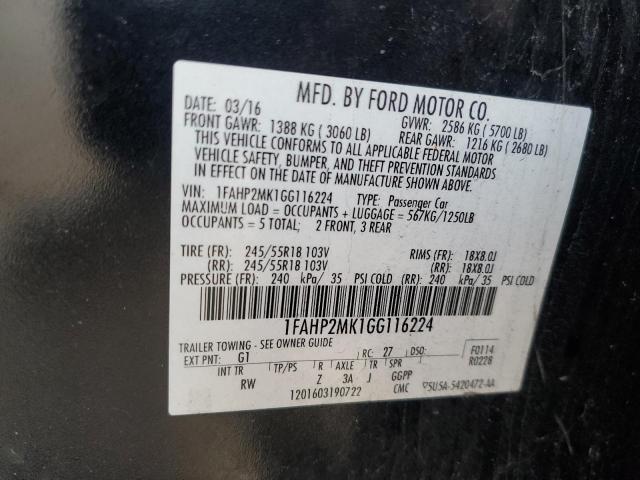 MFD. BY FORD MOTOR CO.
DATE: 03/16 GVWR: 2586 KG (5700 LB)
FRONT GAWR: 1388 KG (3060 LB) REAR GAWR: 1216 KG (2680 LB)
THIS VEHICLE CONFORMS TO ALL APPLICABLE FEDERAL MOTOR
VEHICLE SAFETY, BUMPER, AND THEFT PREVENTION STANDARDS
IN EFFECT ON THE DATE OF MANUFACTURE SHOWN ABOVE.
VIN: 1FAHP2MK1GG116224 TYPE: Passenger Car
MAXIMUM LOAD = OCCUPANTS + LUGGAGE = 567KG/1250LB
OCCUPANTS = 5 TOTAL; 2 FRONT, 3 REAR
TIRE (FR): 245/55R18 103V RIMS (FR): 18X8.0J
(RR): 245/55R18 103V (RR): 18X8.0J
PRESSURE (FR): 240 kPa/ 35 PSI COLD (RR): 240 kPa/ 35 PSI COLD
1FAHP2MK1GG116224
TRAILER TOWING - SEE OWNER GUIDE
EXT PNT: G1 RC: 27 DSO: F0114
INT TR TP/PS R AXLE TR SPR R0228
RW Z 3A J GGPP
1201603190722 CMC 5U5A-5420472-AA